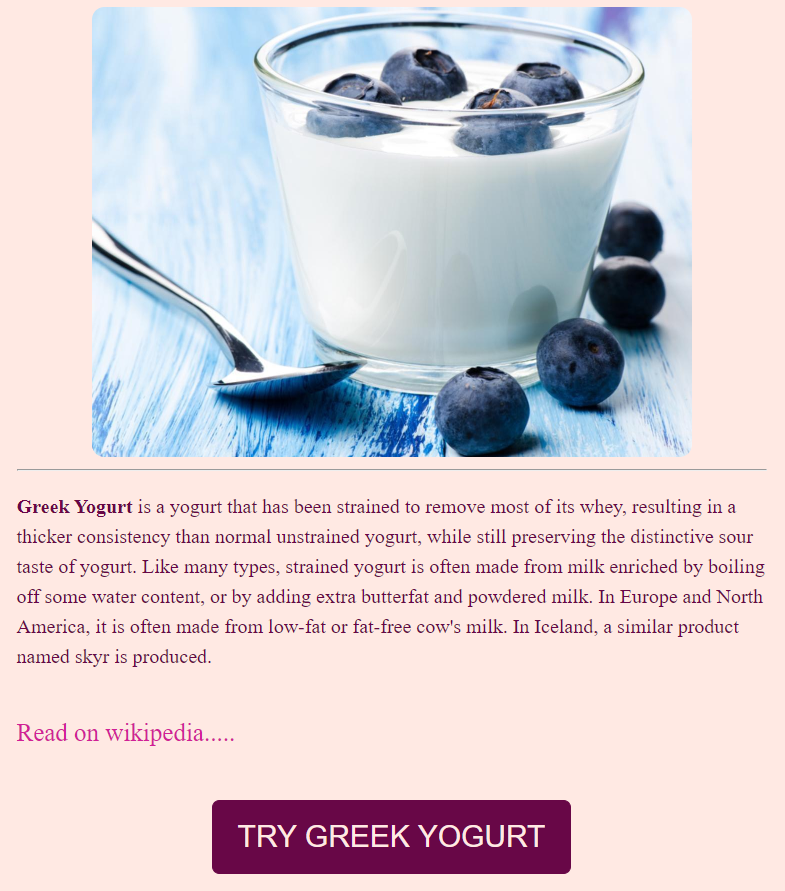 Greek Yogurt is a yogurt that has been strained to remove most of its whey, resulting in a
thicker consistency than normal unstrained yogurt, while still preserving the distinctive sour
taste of yogurt. Like many types, strained yogurt is often made from milk enriched by boiling
off some water content, or by adding extra butterfat and powdered milk. In Europe and North
America, it is often made from low-fat or fat-free cow's milk. In Iceland, a similar product
named skyr is produced.
Read on wikipedia.....
TRY GREEK YOGURT